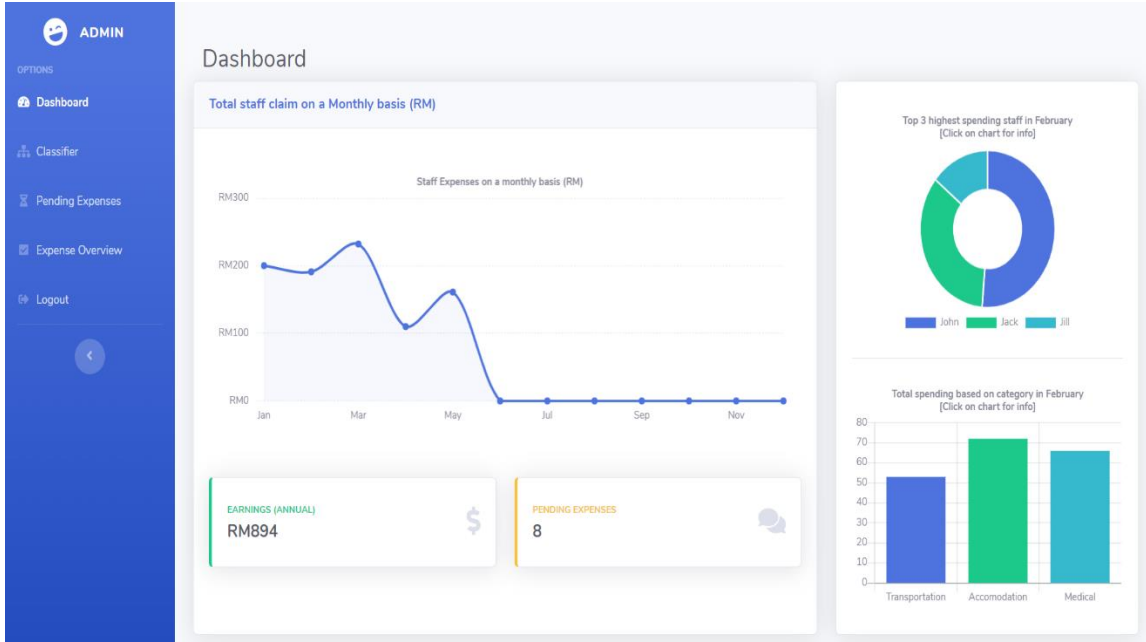 ADMIN
OPTIONS
Dashboard
Classifier
Pending Expenses
Expense Overview
Logout
Dashboard
Total staff claim on a Monthly basis (RM)
Staff Expenses on a monthly basis (RM)
RM300
RM200
RM100
RM0
Jan Mar May Jul Sep Nov
EARNINGS (ANNUAL)
RM894
$
PENDING EXPENSES
8
Top 3 highest spending staff in February
[Click on chart for info]
John Jack Jill
Total spending based on category in February
[Click on chart for info]
80
70
60
50
40
30
20
10
0
Transportation Accomodation Medical